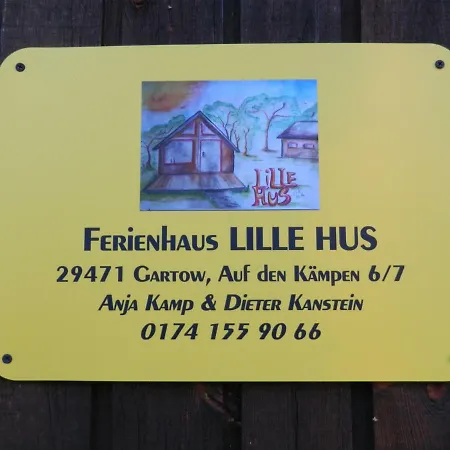 LILLE
HUS
FERIENHAUS LILLE HUS
29471 GARTOW, AUF DEN KÄMPEN 6/7
ANJA KAMP & DIETER KANSTEIN
0174 155 90 66